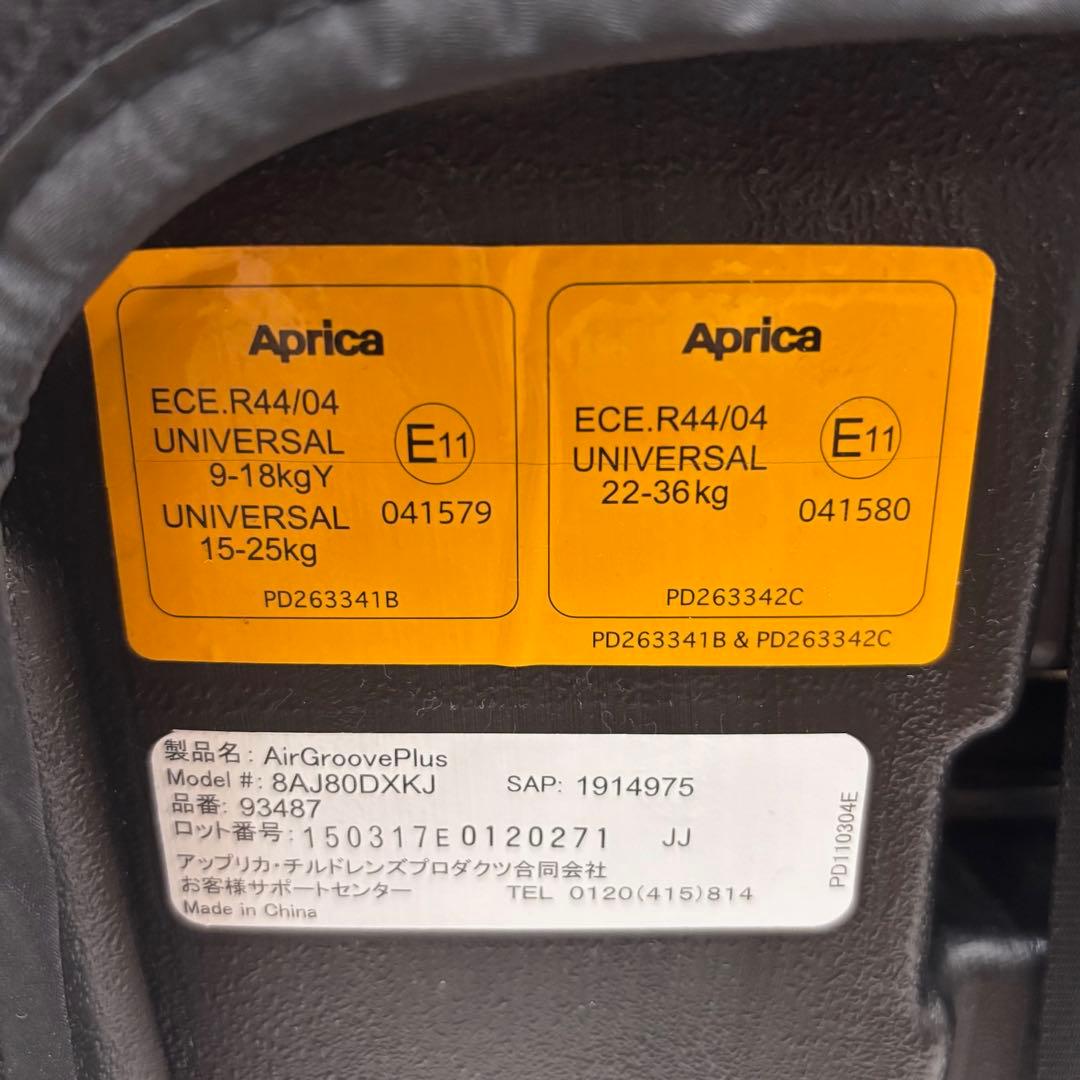 Aprica
ECE.R44/04
UNIVERSAL
9-18kgY
UNIVERSAL
15-25kg
E11
041579
PD263341B
Aprica
ECE.R44/04
UNIVERSAL
22-36kg
E11
041580
PD263342C
PD263341B & PD263342C
製品名: AirGroovePlus
Model #: 8AJ80DXKJ SAP: 1914975
品番: 93487
ロット番号: 150317E0120271 JJ
アップリカ・チルドレンズプロダクツ合同会社
お客様サポートセンター TEL 0120(415)814
Made in China
PD110304E